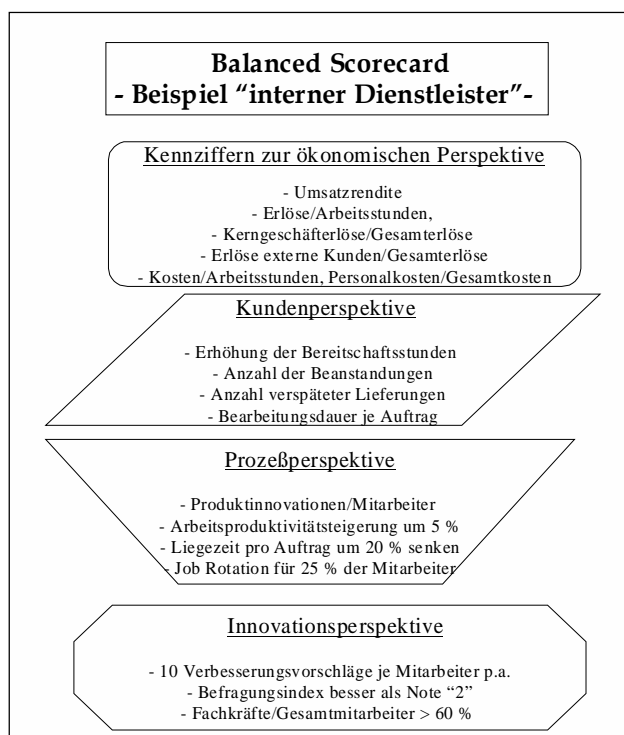 Balanced Scorecard
- Beispiel “interner Dienstleister”-
Kennziffern zur ökonomischen Perspektive
- Umsatzrendite
- Erlöse/Arbeitsstunden,
- Kerngeschäfterlöse/Gesamterlöse
- Erlöse externe Kunden/Gesamterlöse
- Kosten/Arbeitsstunden, Personalkosten/Gesamtkosten
Kundenperspektive
- Erhöhung der Bereitschaftsstunden
- Anzahl der Beanstandungen
- Anzahl verspäteter Lieferungen
- Bearbeitungsdauer je Auftrag
Prozeßperspektive
- Produktinnovationen/Mitarbeiter
- Arbeitsproduktivitätsteigerung um 5 %
- Liegezeit pro Auftrag um 20 % senken
- Job Rotation für 25 % der Mitarbeiter
Innovationsperspektive
- 10 Verbesserungsvorschläge je Mitarbeiter p.a.
- Befragungsindex besser als Note “2”
- Fachkräfte/Gesamtmitarbeiter > 60 %